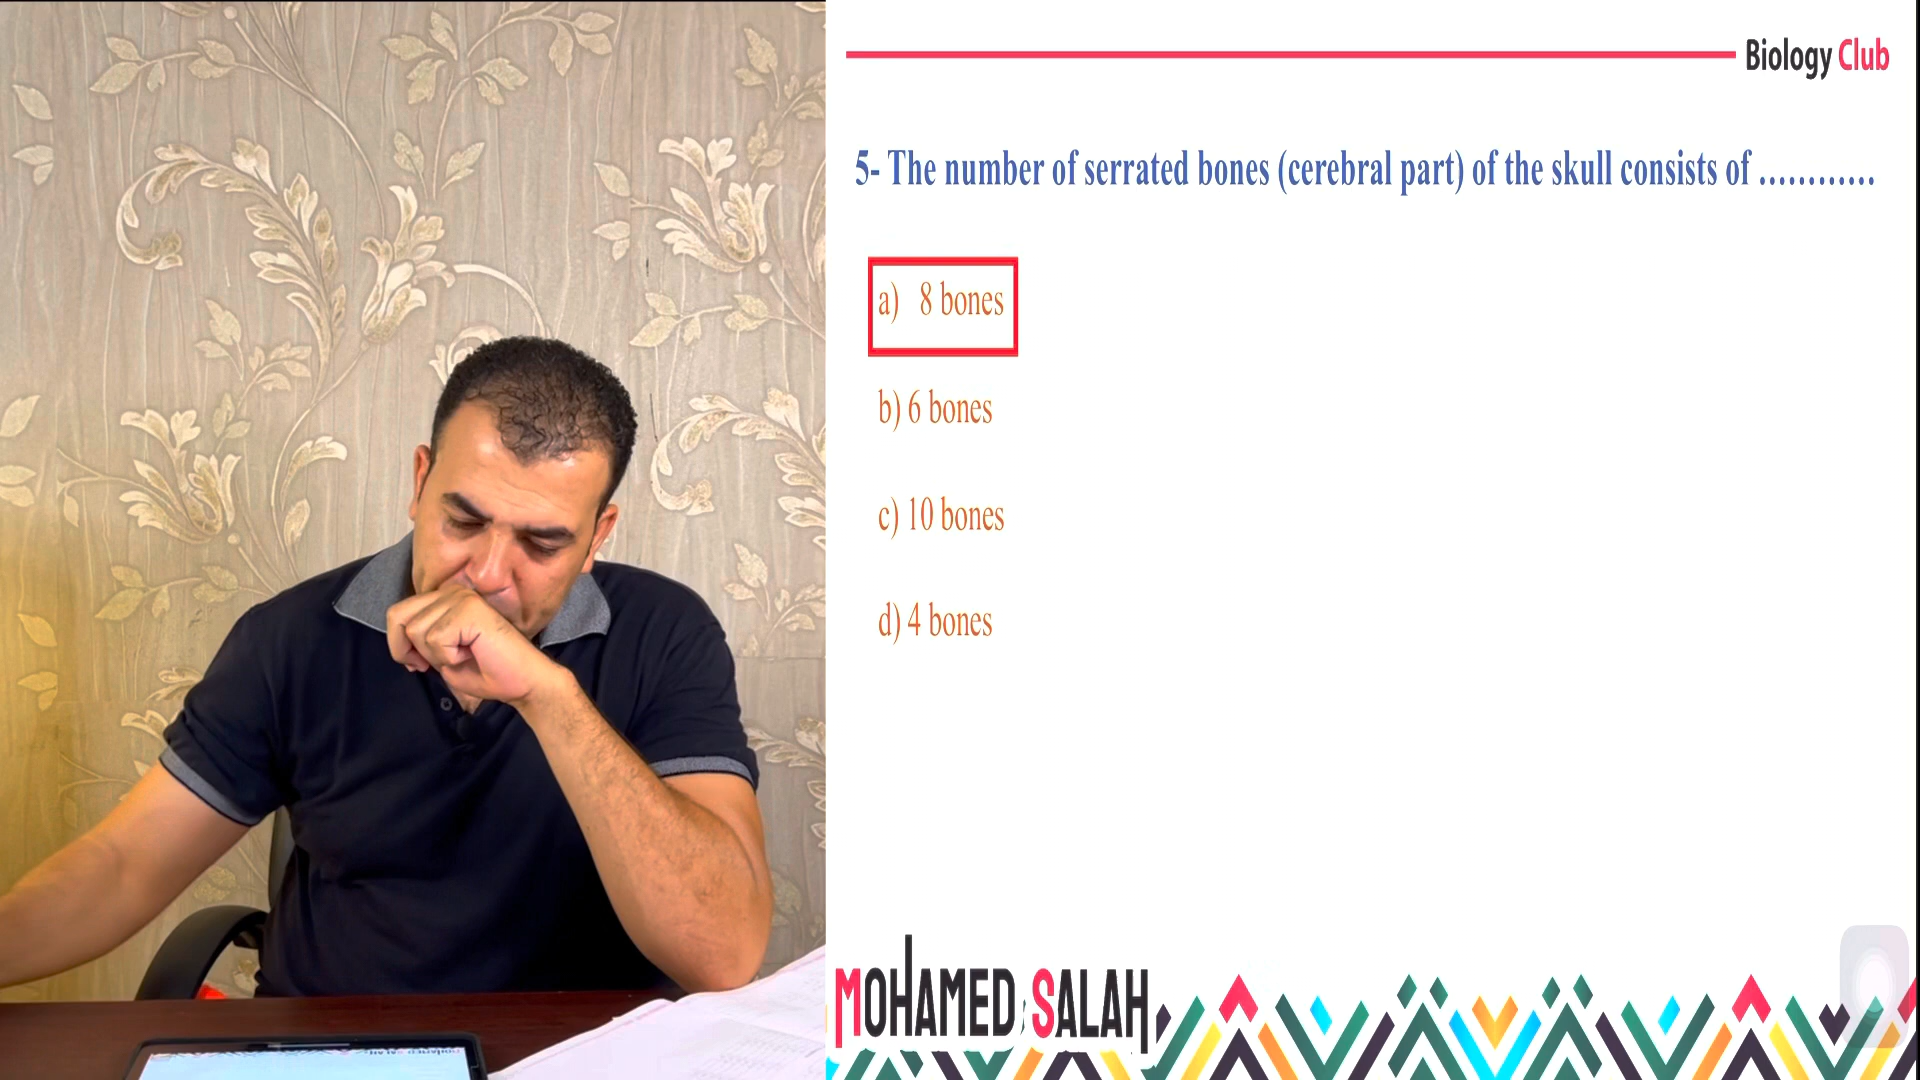 Biology Club
5- The number of serrated bones (cerebral part) of the skull consists of ............
a) 8 bones
b) 6 bones
c) 10 bones
d) 4 bones
MOHAMED SALAH